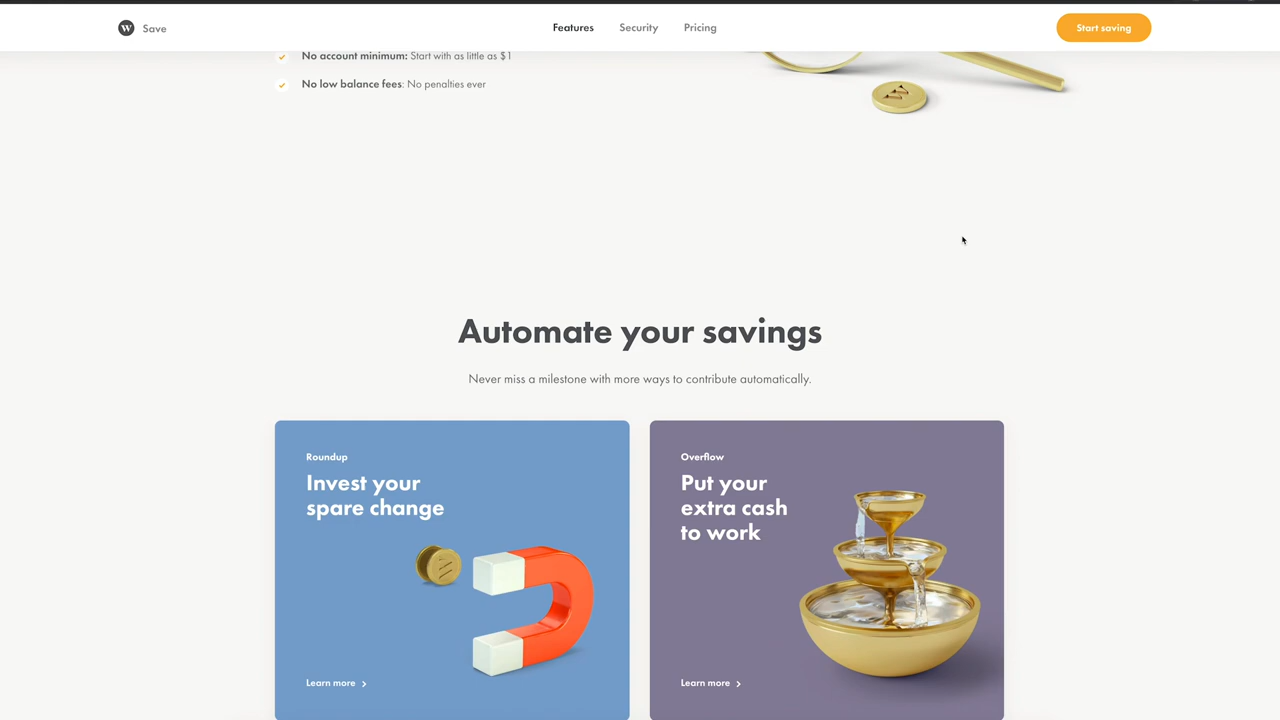 W Save
Features Security Pricing
Start saving
No account minimum: Start with as little as $1
No low balance fees: No penalties ever
Automate your savings
Never miss a milestone with more ways to contribute automatically.
Roundup
Invest your
spare change
Learn more
Overflow
Put your
extra cash
to work
Learn more